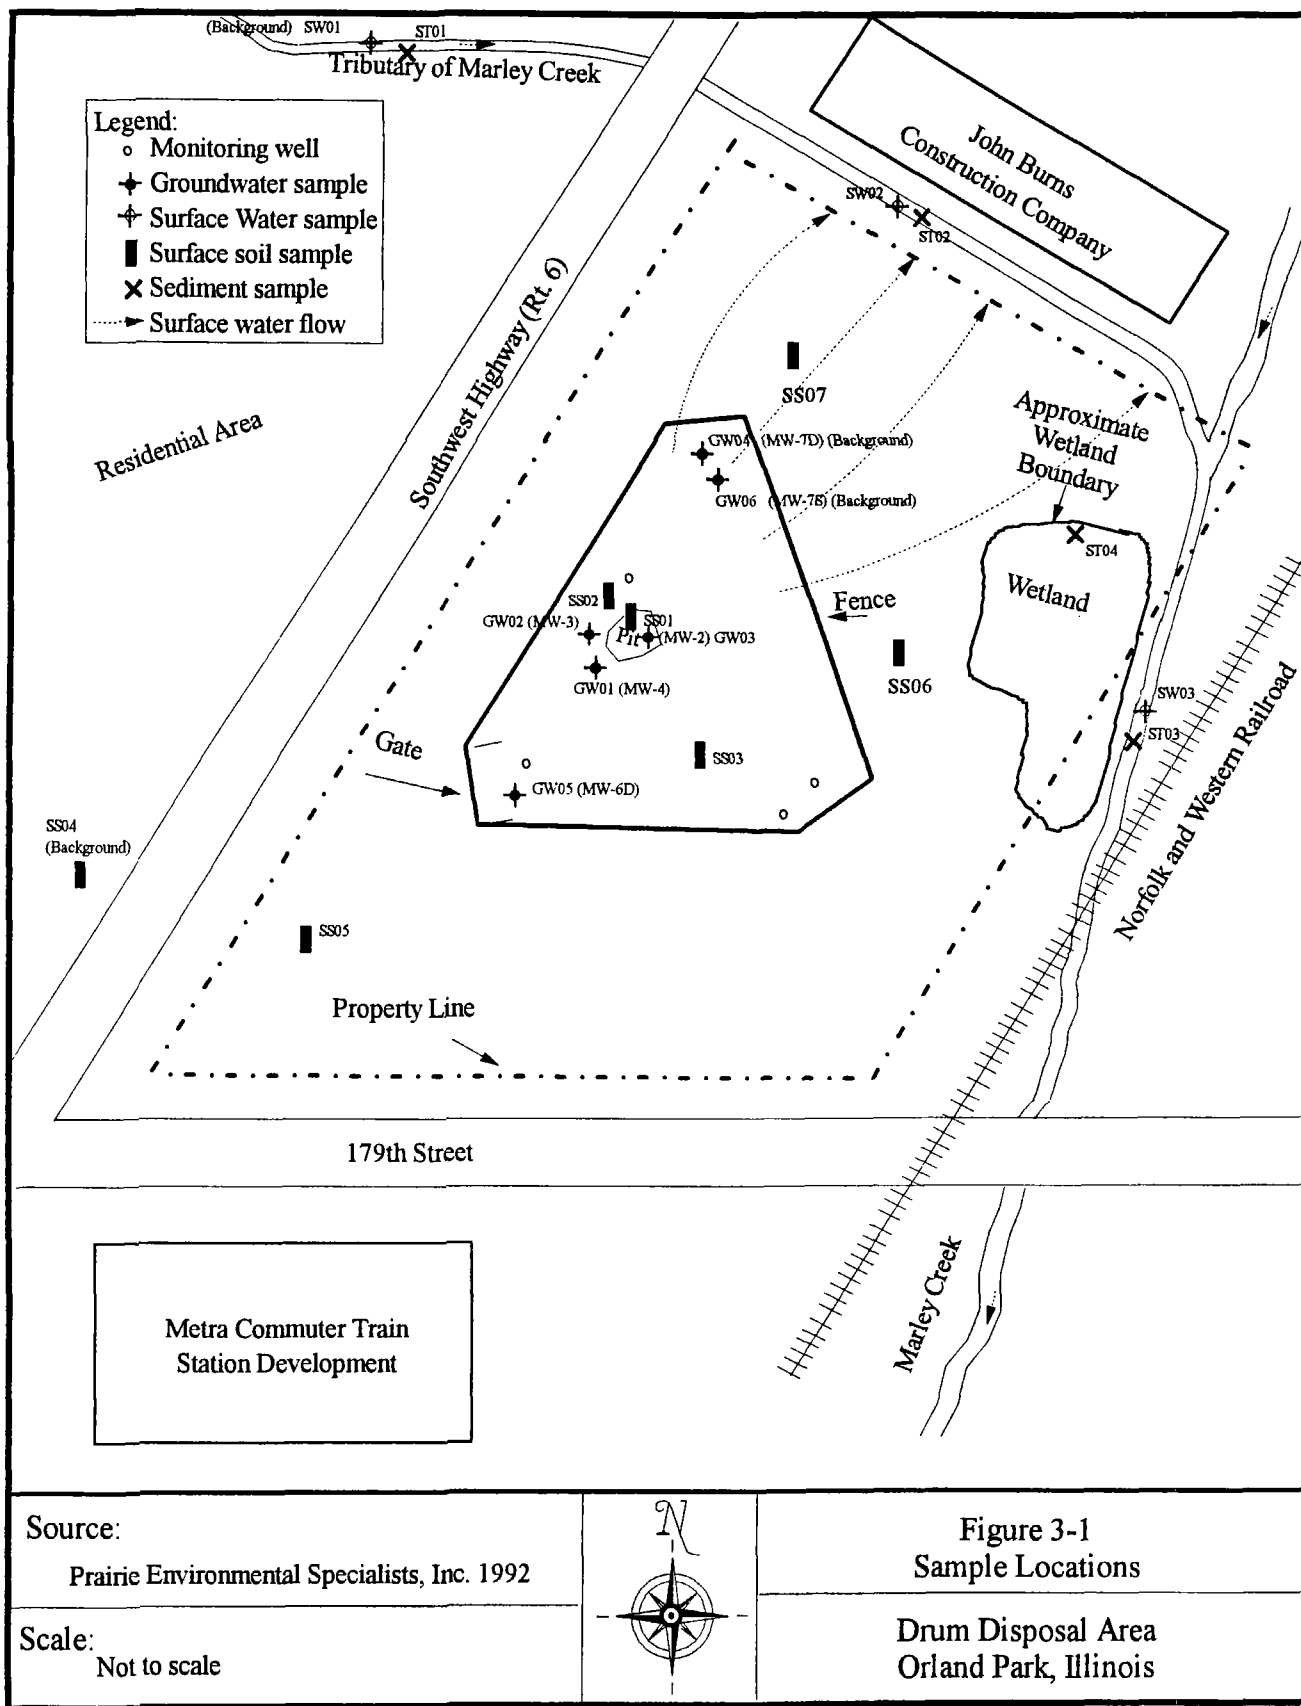 (Background) SW01
ST01
Tributary of Marley Creek
Legend:
Monitoring well
Groundwater sample
Surface Water sample
Surface soil sample
Sediment sample
Surface water flow
John Burns
Construction Company
SW02
ST02
Southwest Highway (Rt. 6)
Residential Area
SS07
Approximate
Wetland
Boundary
GW04 (MW-7D) (Background)
GW06 (MW-7S) (Background)
ST04
Wetland
SS02
SS01
Fence
GW02 (MW-3)
Pit
(MW-2) GW03
GW01 (MW-4)
SS06
SW03
ST03
Gate
SS03
GW05 (MW-6D)
Norfolk and Western Railroad
SS04
(Background)
SS05
Property Line
179th Street
Marley Creek
Metra Commuter Train
Station Development
Source:
Prairie Environmental Specialists, Inc. 1992
Scale:
Not to scale
N
Figure 3-1
Sample Locations
Drum Disposal Area
Orland Park, Illinois